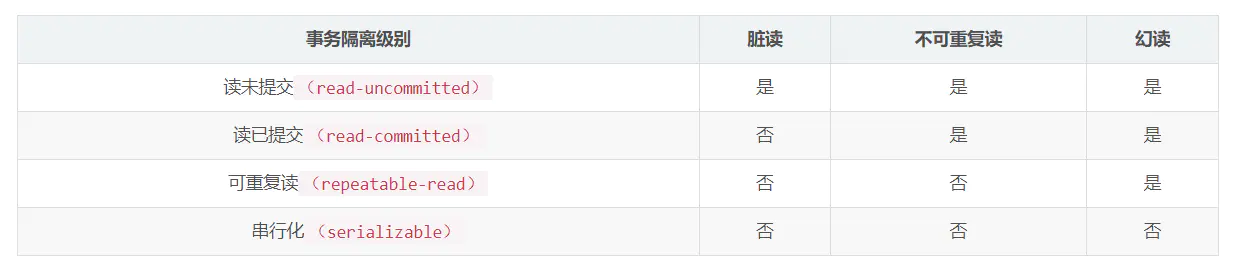 事务隔离级别 脏读 不可重复读 幻读
读未提交（read-uncommitted） 是 是 是
读已提交（read-committed） 否 是 是
可重复读（repeatable-read） 否 否 是
串行化（serializable） 否 否 否